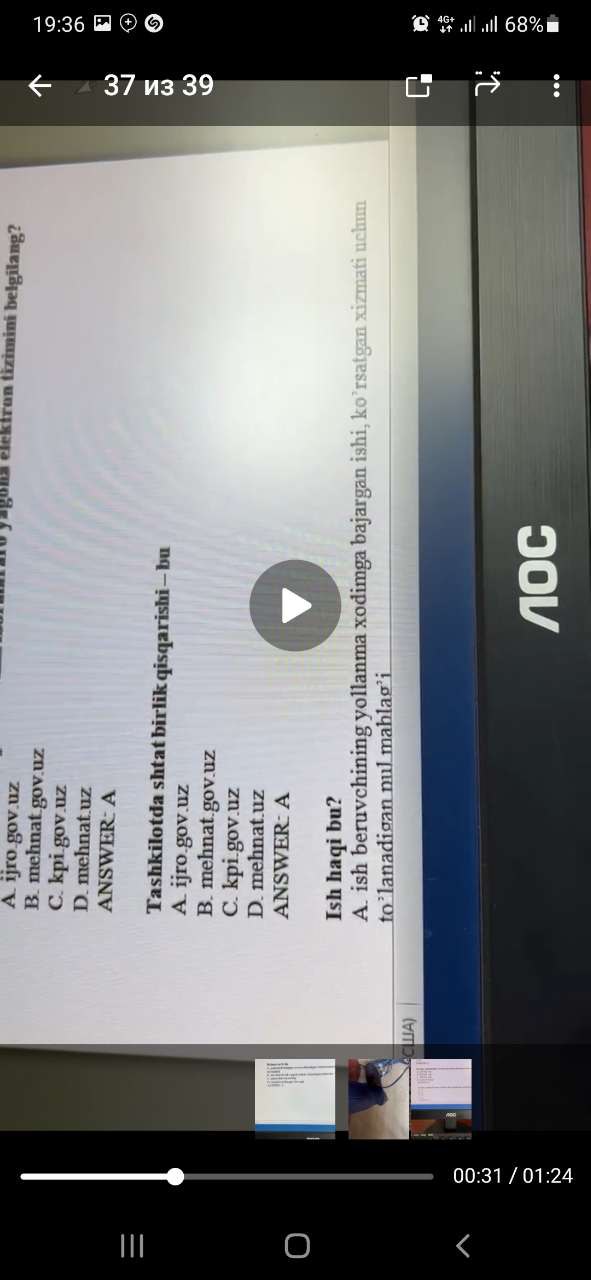 19:36
4G+
68%
37 из 39
yagona elektron tizimini belgilang?
A. ijro.gov.uz
B. mehnat.gov.uz
C. kpi.gov.uz
D. mehnat.uz
ANSWER: A
Tashkilotda shtat birlik qisqarishi – bu
A. ijro.gov.uz
B. mehnat.gov.uz
C. kpi.gov.uz
D. mehnat.uz
ANSWER: A
Ish haqi bu?
A. ish beruvchining yollanma xodimga bajargan ishi, ko’rsatgan xizmati uchun
to’lanadigan pul mablag’i
США)
AOC
00:31 / 01:24